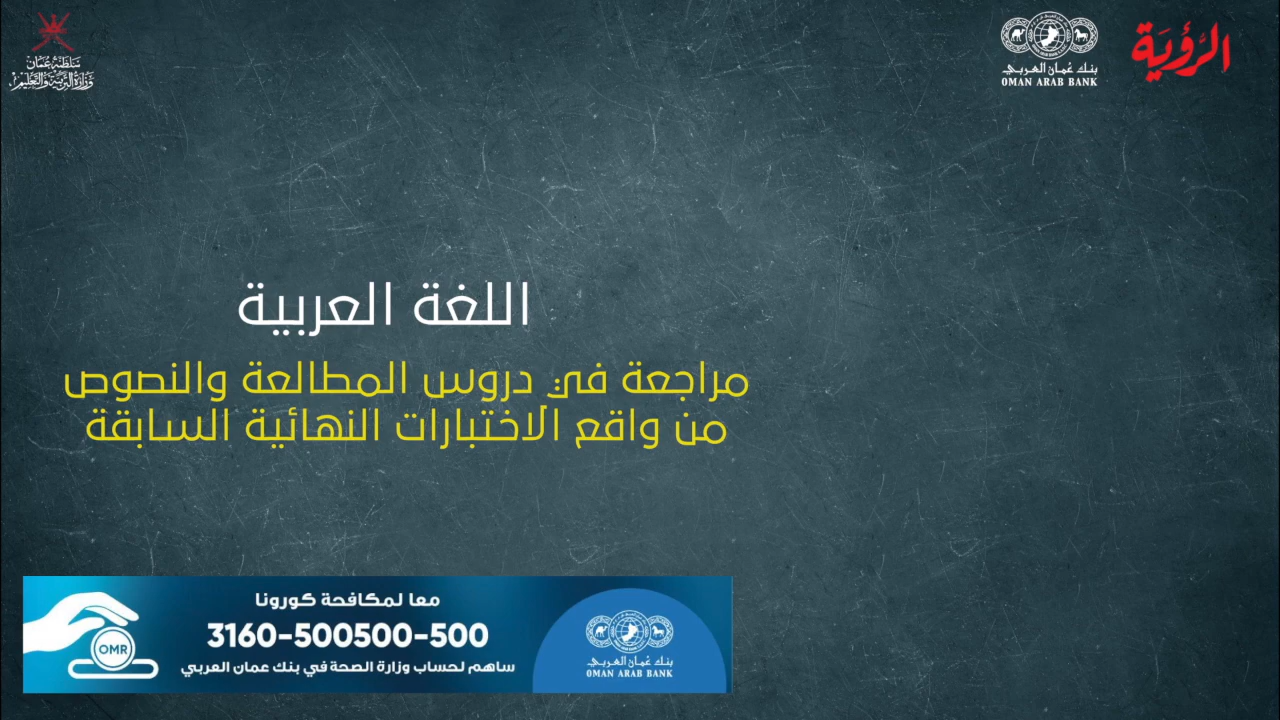 سلطنة عمان
وزارة التربية والتعليم
بنك عمان العربي
OMAN ARAB BANK
الرؤية
اللغة العربية
مراجعة في دروس المطالعة والنصوص
من واقع الاختبارات النهائية السابقة
معا لمكافحة كورونا
3160-500500-500
ساهم لحساب وزارة الصحة في بنك عمان العربي
OMR
بنك عمان العربي
OMAN ARAB BANK